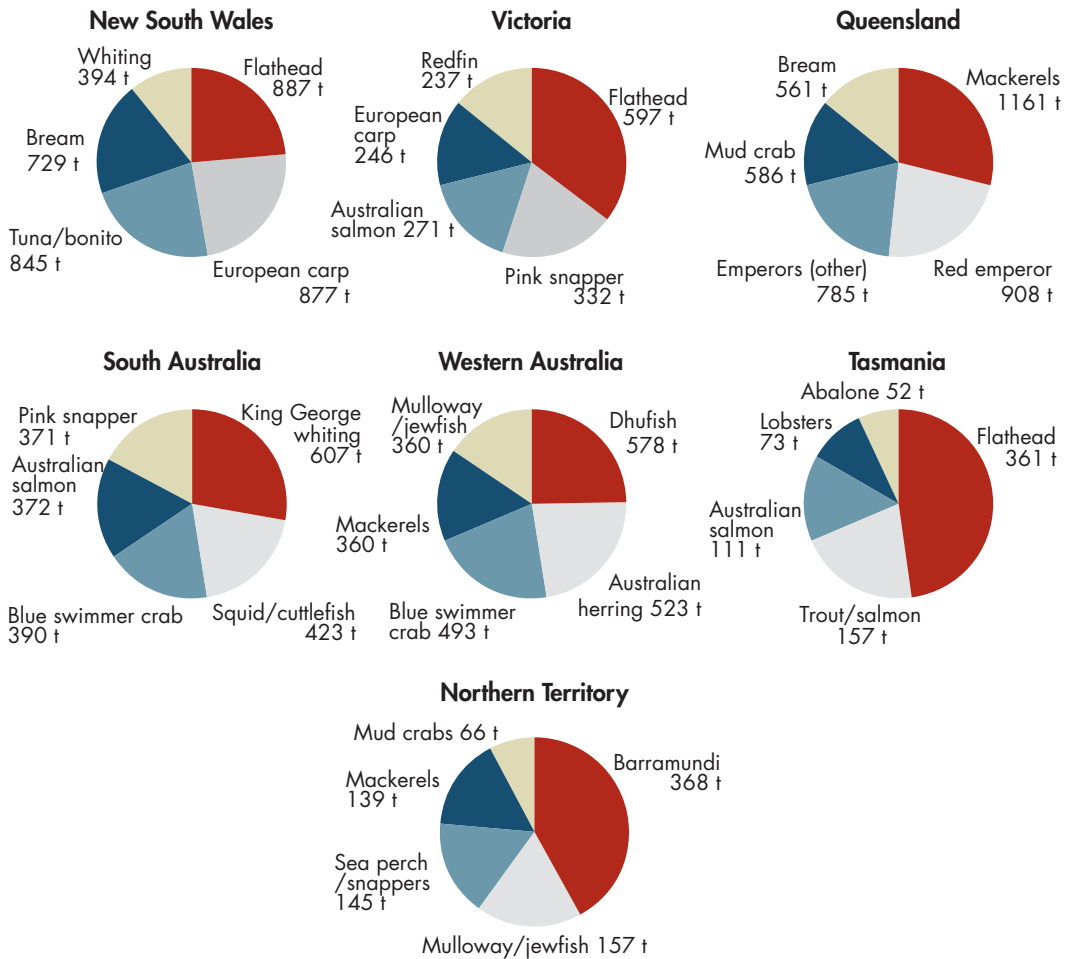 New South Wales
Whiting
394 t
Flathead
887 t
Bream
729 t
Tuna/bonito
845 t
European carp
877 t
Victoria
Redfin
237 t
Flathead
597 t
European
carp
246 t
Australian
salmon 271 t
Pink snapper
332 t
Queensland
Bream
561 t
Mackerels
1161 t
Mud crab
586 t
Emperors (other)
785 t
Red emperor
908 t
South Australia
Pink snapper
371 t
King George
whiting
607 t
Australian
salmon
372 t
Blue swimmer crab
390 t
Squid/cuttlefish
423 t
Western Australia
Mulloway
/jewfish
360 t
Dhufish
578 t
Mackerels
360 t
Blue swimmer
crab 493 t
Australian
herring 523 t
Tasmania
Abalone 52 t
Lobsters
73 t
Flathead
361 t
Australian
salmon
111 t
Trout/salmon
157 t
Northern Territory
Mud crabs 66 t
Barramundi
368 t
Mackerels
139 t
Sea perch
/snappers
145 t
Mulloway/jewfish 157 t